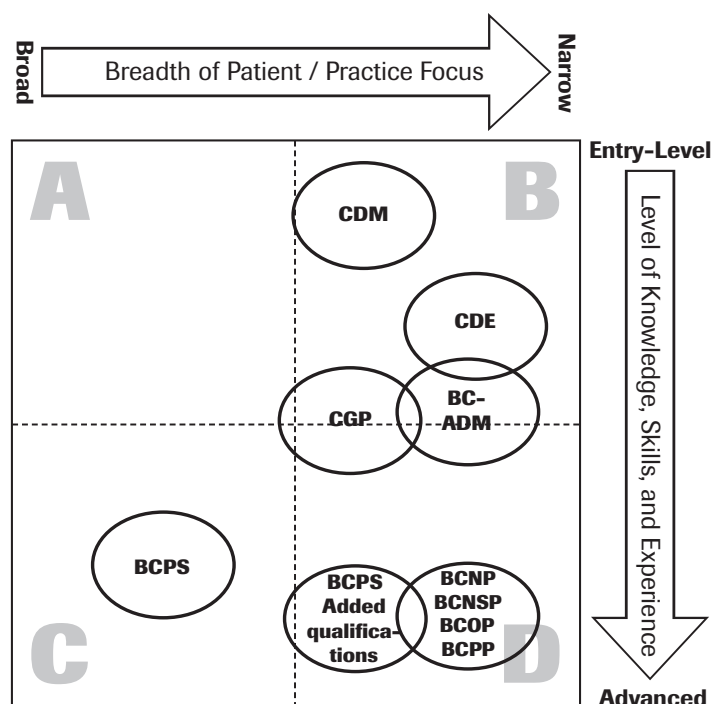 Broad
Breadth of Patient / Practice Focus
Narrow
Entry–Level
A
B
CDM
Level of Knowledge, Skills, and Experience
CDE
BC-
ADM
CGP
BCPS
BCPS
Added
qualifica-
tions
BCNP
BCNSP
BCOP
BCPP
C
D
Advanced